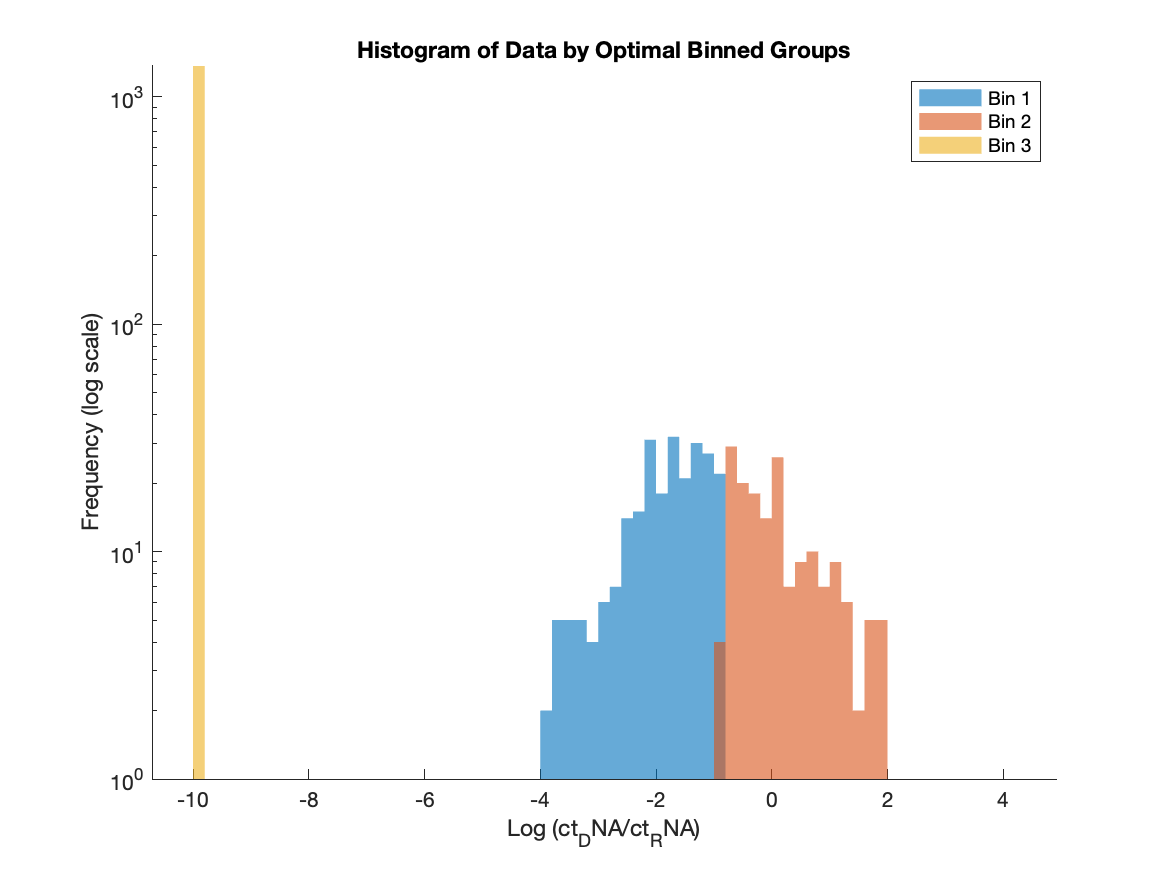 Histogram of Data by Optimal Binned Groups
Bin 1
Bin 2
Bin 3
Frequency (log scale)
10³
10²
10¹
10⁰
-10 -8 -6 -4 -2 0 2 4
Log (ct_DNA/ct_RNA)